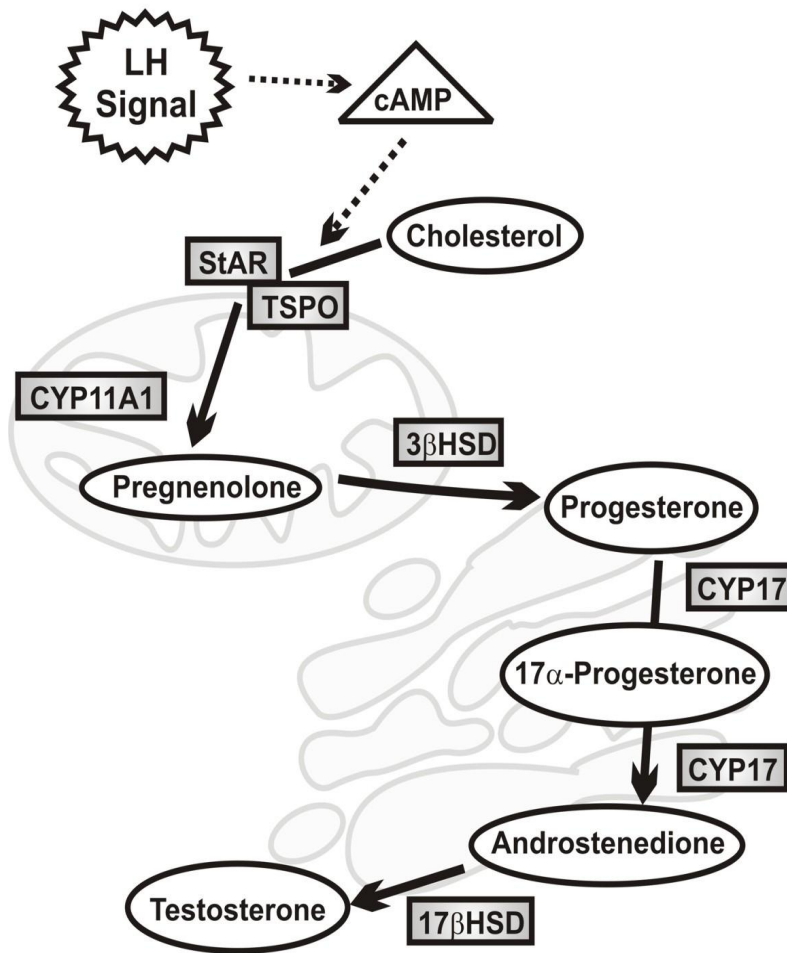 LH
Signal
cAMP
Cholesterol
StAR
TSPO
CYP11A1
3βHSD
Pregnenolone
Progesterone
CYP17
17α-Progesterone
CYP17
Androstenedione
Testosterone
17βHSD